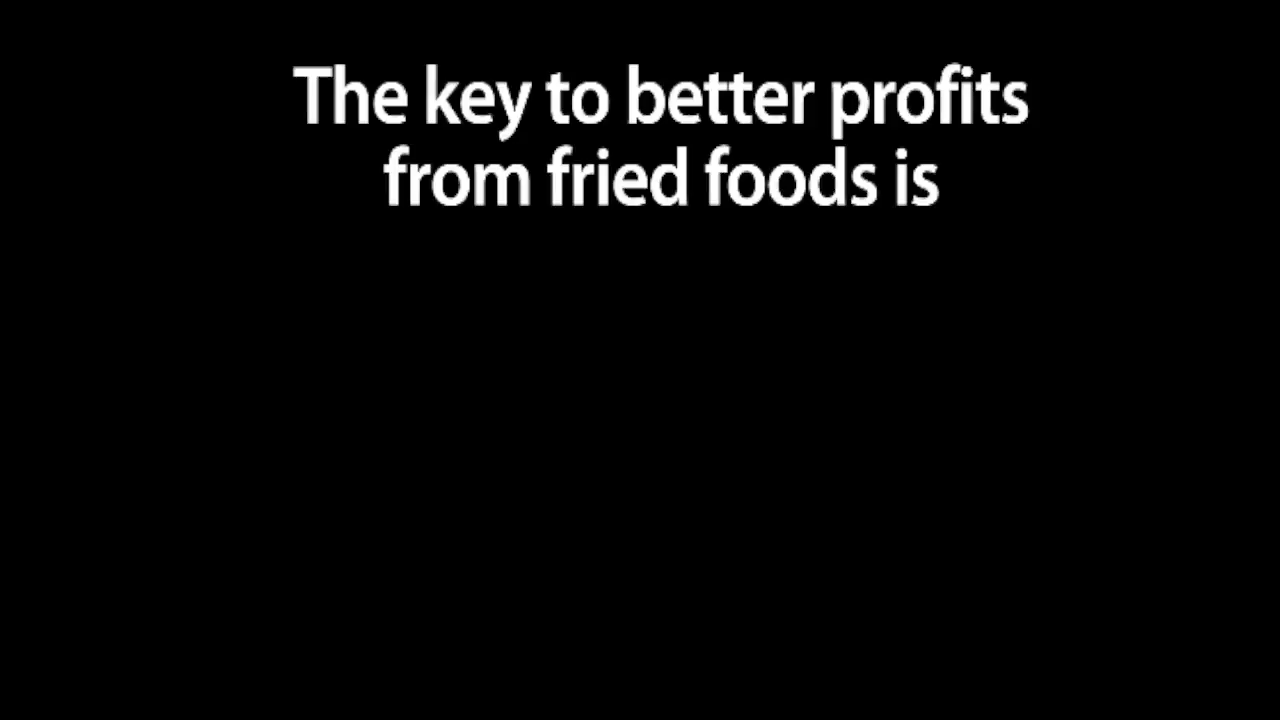 The key to better profits
from fried foods is